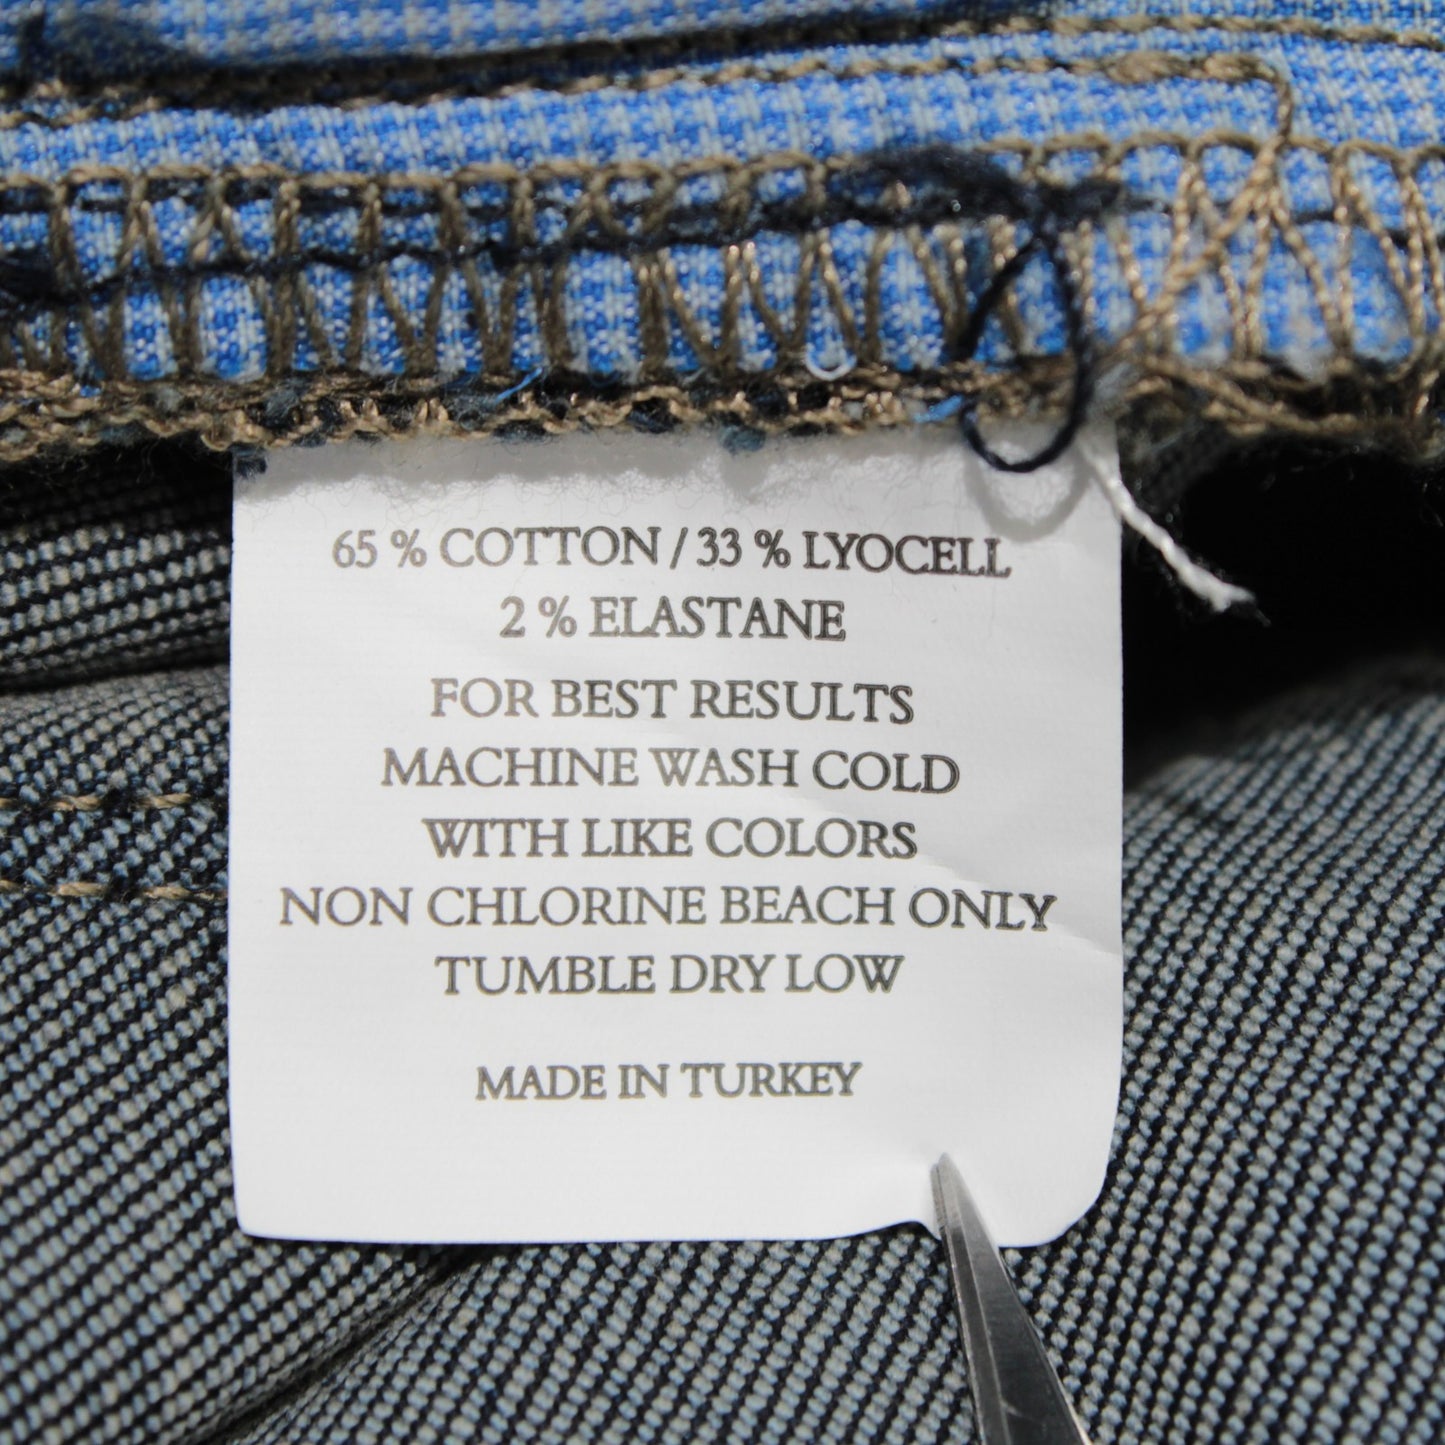 65 % COTTON / 33 % LYOCELL
2 % ELASTANE
FOR BEST RESULTS
MACHINE WASH COLD
WITH LIKE COLORS
NON CHLORINE BEACH ONLY
TUMBLE DRY LOW
MADE IN TURKEY